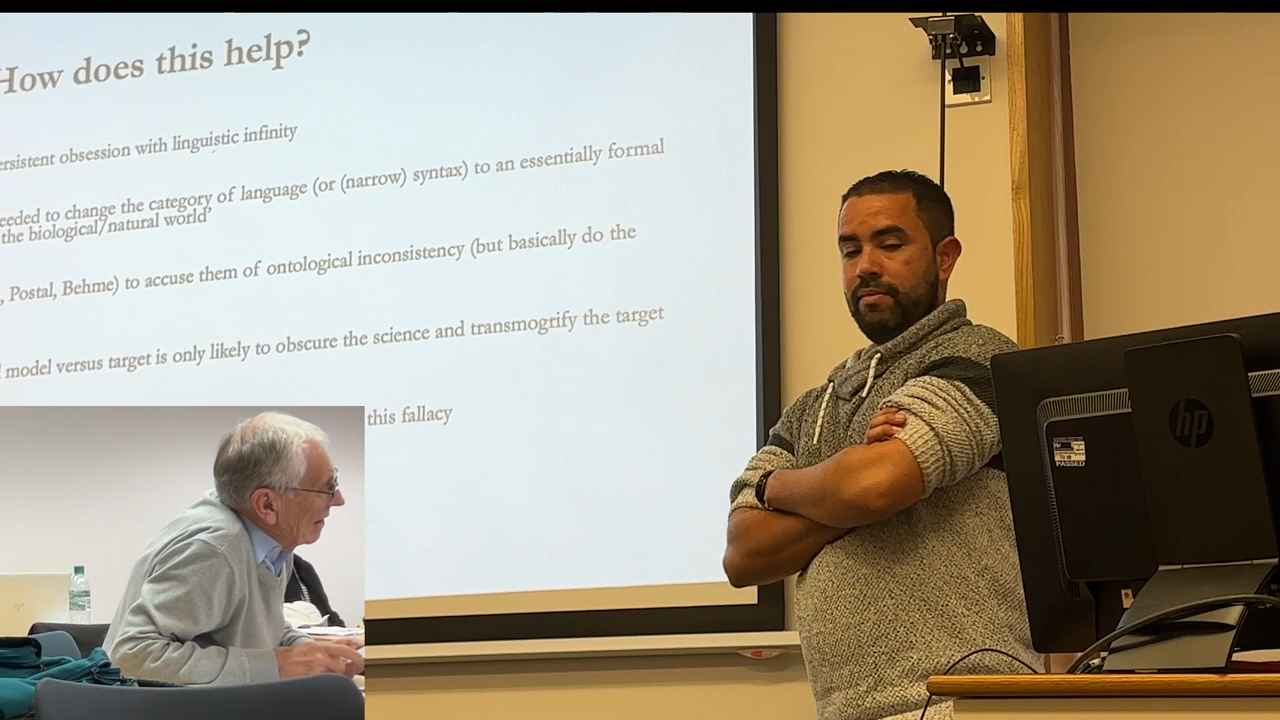 How does this help?
ersistent obsession with linguistic infinity
eeded to change the category of language (or (narrow) syntax) to an essentially formal
the biological/natural world'
, Postal, Behme) to accuse them of ontological inconsistency (but basically do the
model versus target is only likely to obscure the science and transmogrify the target
this fallacy
hp
PASSED